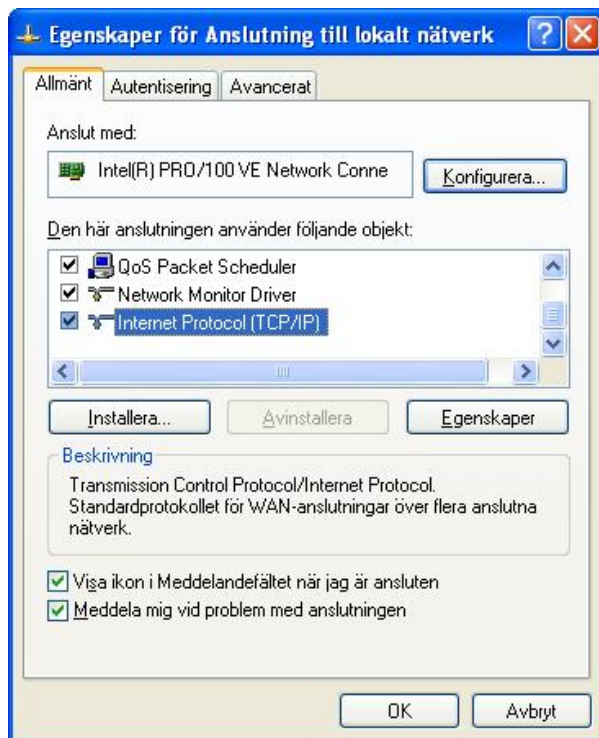 Egenskaper för Anslutning till lokalt nätverk
Allmänt Autentisering Avancerat
Anslut med:
Intel(R) PRO/100 VE Network Conne
Konfigurera...
Den här anslutningen använder följande objekt:
QoS Packet Scheduler
Network Monitor Driver
Internet Protocol (TCP/IP)
Installera... Avinstallera Egenskaper
Beskrivning
Transmission Control Protocol/Internet Protocol.
Standardprotokollet för WAN-anslutningar över flera anslutna
nätverk.
Visa ikon i Meddelandefältet när jag är ansluten
Meddela mig vid problem med anslutningen
OK Avbryt